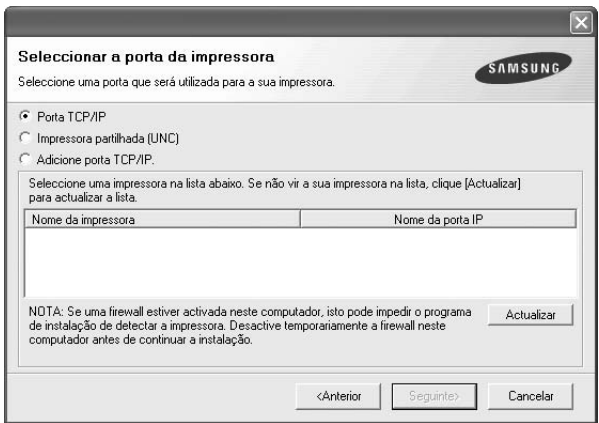 Seleccionar a porta da impressora
Seleccione uma porta que será utilizada para a sua impressora.
SAMSUNG
Porta TCP/IP
Impressora partilhada (UNC)
Adicione porta TCP/IP.
Seleccione uma impressora na lista abaixo. Se não vir a sua impressora na lista, clique [Actualizar]
para actualizar a lista.
Nome da impressora Nome da porta IP
NOTA: Se uma firewall estiver activada neste computador, isto pode impedir o programa
de instalação de detectar a impressora. Desactive temporariamente a firewall neste
computador antes de continuar a instalação.
Actualizar
<Anterior Seguinte> Cancelar